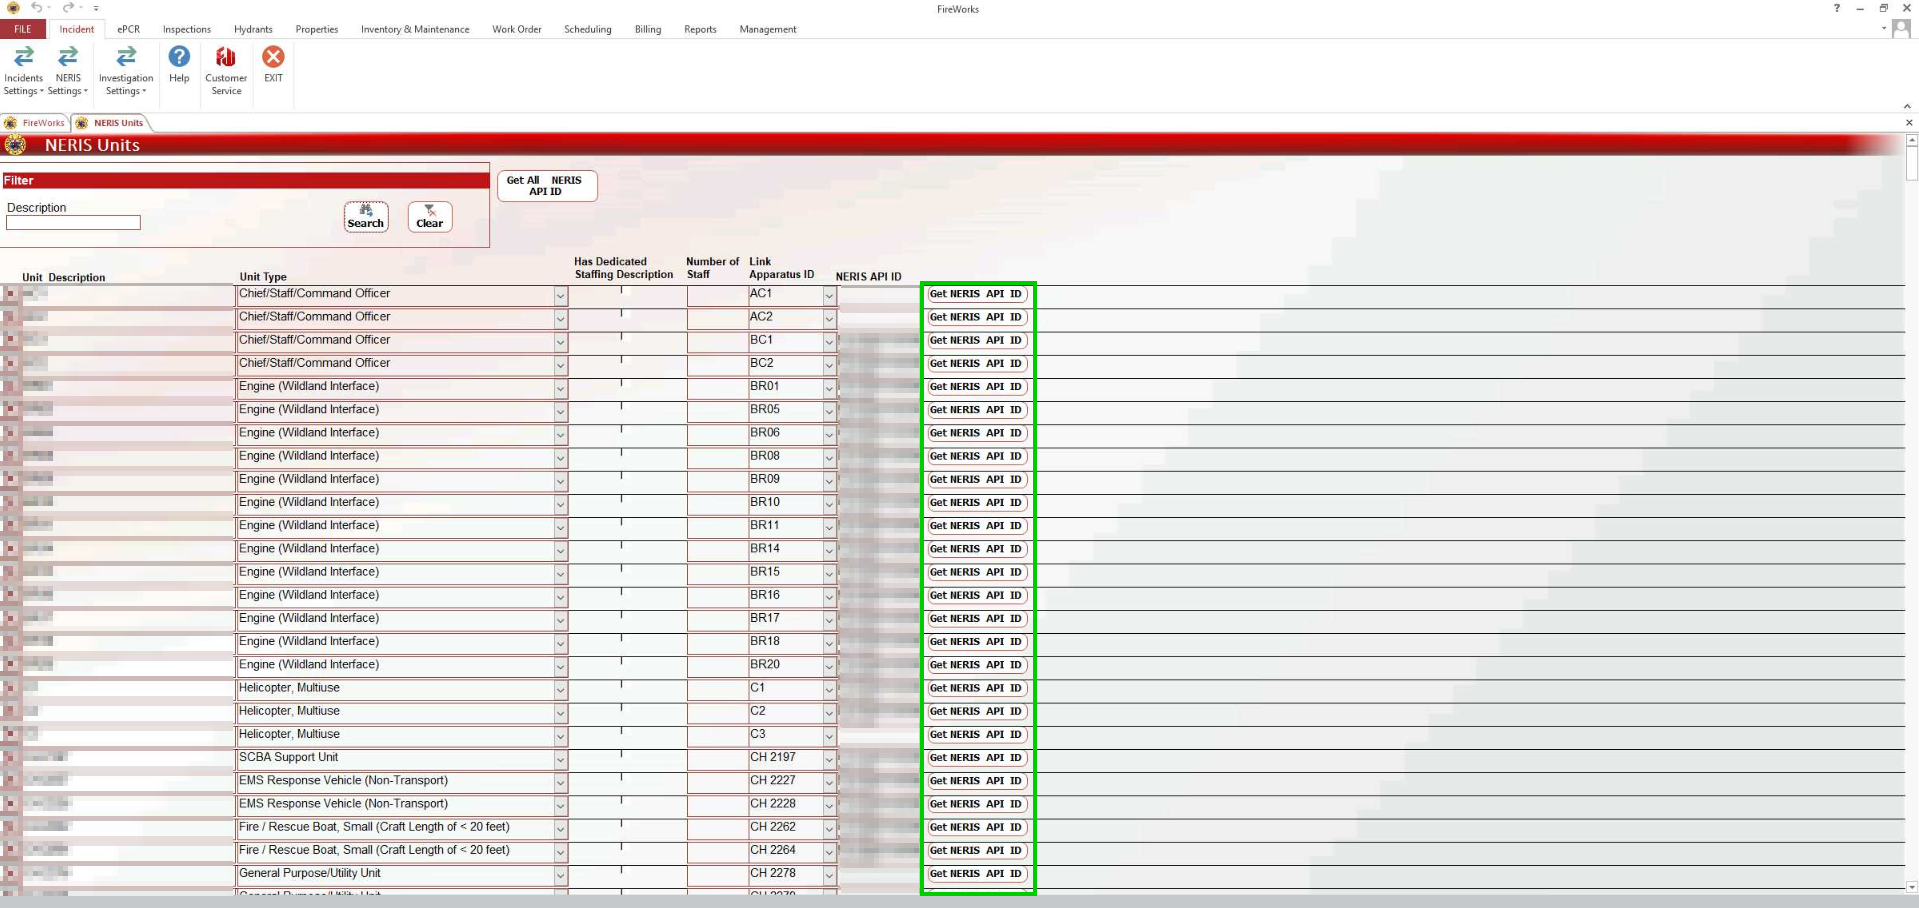 FireWorks
?
FILE Incident ePCR Inspections Hydrants Properties Inventory & Maintenance Work Order Scheduling Billing Reports Management
Incidents Settings
NERIS Settings
Investigation Settings
Help
Customer Service
EXIT
FireWorks NERIS Units
NERIS Units
Filter
Description
Search Clear
Get All NERIS
API ID
Unit Description Unit Type Has Dedicated Staffing Description Number of Staff Link Apparatus ID NERIS API ID
Chief/Staff/Command Officer AC1 Get NERIS API ID
Chief/Staff/Command Officer AC2 Get NERIS API ID
Chief/Staff/Command Officer BC1 Get NERIS API ID
Chief/Staff/Command Officer BC2 Get NERIS API ID
Engine (Wildland Interface) BR01 Get NERIS API ID
Engine (Wildland Interface) BR05 Get NERIS API ID
Engine (Wildland Interface) BR06 Get NERIS API ID
Engine (Wildland Interface) BR08 Get NERIS API ID
Engine (Wildland Interface) BR09 Get NERIS API ID
Engine (Wildland Interface) BR10 Get NERIS API ID
Engine (Wildland Interface) BR11 Get NERIS API ID
Engine (Wildland Interface) BR14 Get NERIS API ID
Engine (Wildland Interface) BR15 Get NERIS API ID
Engine (Wildland Interface) BR16 Get NERIS API ID
Engine (Wildland Interface) BR17 Get NERIS API ID
Engine (Wildland Interface) BR18 Get NERIS API ID
Engine (Wildland Interface) BR20 Get NERIS API ID
Helicopter, Multiuse C1 Get NERIS API ID
Helicopter, Multiuse C2 Get NERIS API ID
Helicopter, Multiuse C3 Get NERIS API ID
SCBA Support Unit CH 2197 Get NERIS API ID
EMS Response Vehicle (Non-Transport) CH 2227 Get NERIS API ID
EMS Response Vehicle (Non-Transport) CH 2228 Get NERIS API ID
Fire / Rescue Boat, Small (Craft Length of < 20 feet) CH 2262 Get NERIS API ID
Fire / Rescue Boat, Small (Craft Length of < 20 feet) CH 2264 Get NERIS API ID
General Purpose/Utility Unit CH 2278 Get NERIS API ID